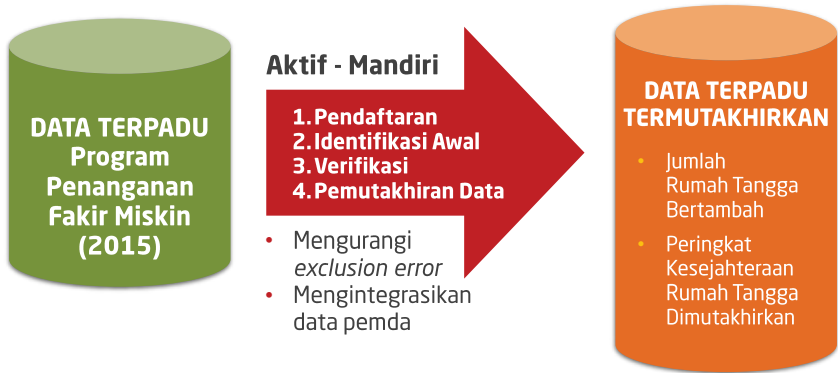 DATA TERPADU
Program
Penanganan
Fakir Miskin
(2015)
Aktif - Mandiri
1. Pendaftaran
2. Identifikasi Awal
3. Verifikasi
4. Pemutakhiran Data
• Mengurangi
exclusion error
• Mengintegrasikan
data pemda
DATA TERPADU
TERMUTAKHIRKAN
• Jumlah
Rumah Tangga
Bertambah
• Peringkat
Kesejahteraan
Rumah Tangga
Dimutakhirkan